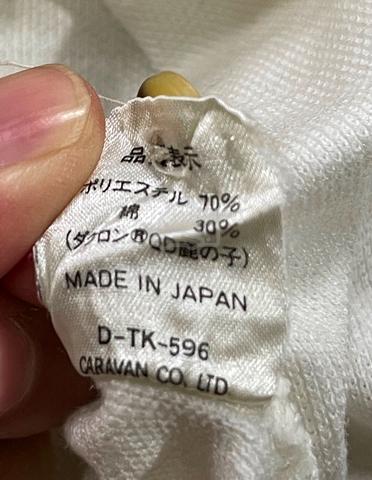 品質表示
ポリエステル 70%
綿 30%
(ダクロン®QD鹿の子)
MADE IN JAPAN
D-TK-596
CARAVAN CO. LTD